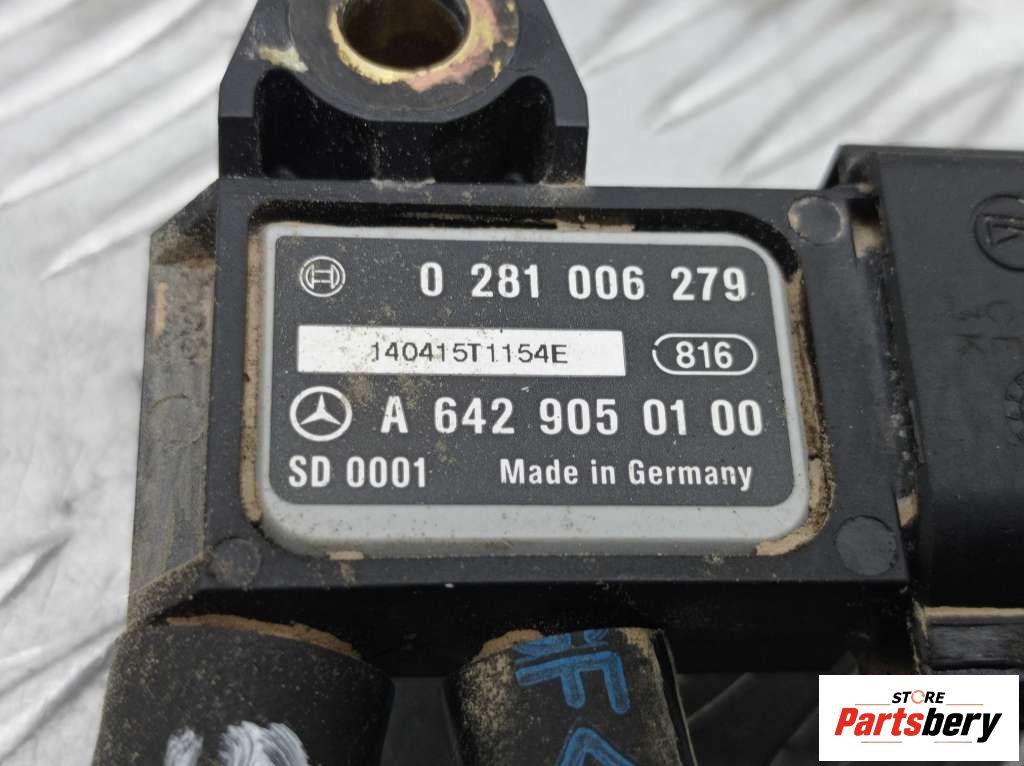 0 281 006 279
140415T1154E
816
A 642 905 01 00
SD 0001 Made in Germany
STORE
Partsbery